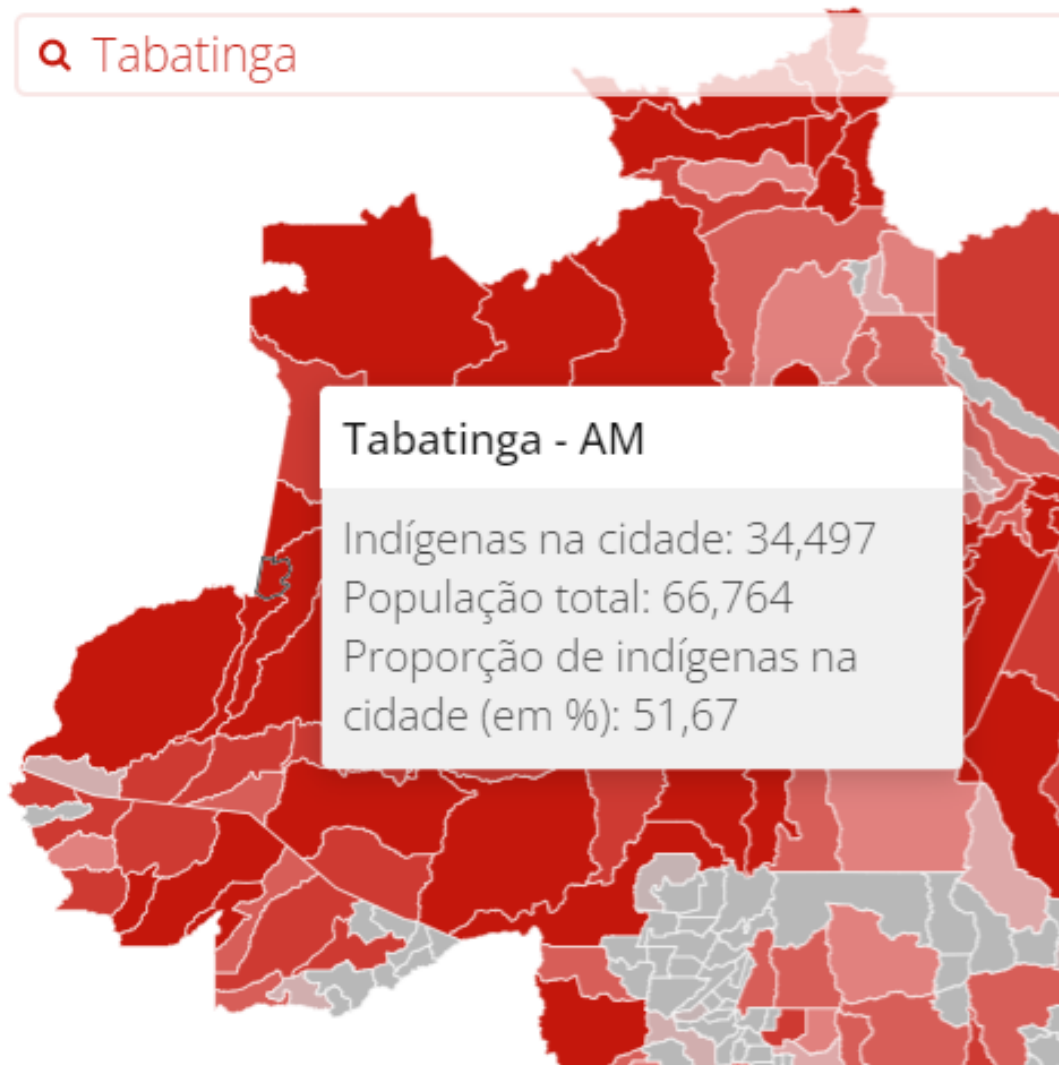 Tabatinga
Tabatinga - AM
Indígenas na cidade: 34,497
População total: 66,764
Proporção de indígenas na
cidade (em %): 51,67